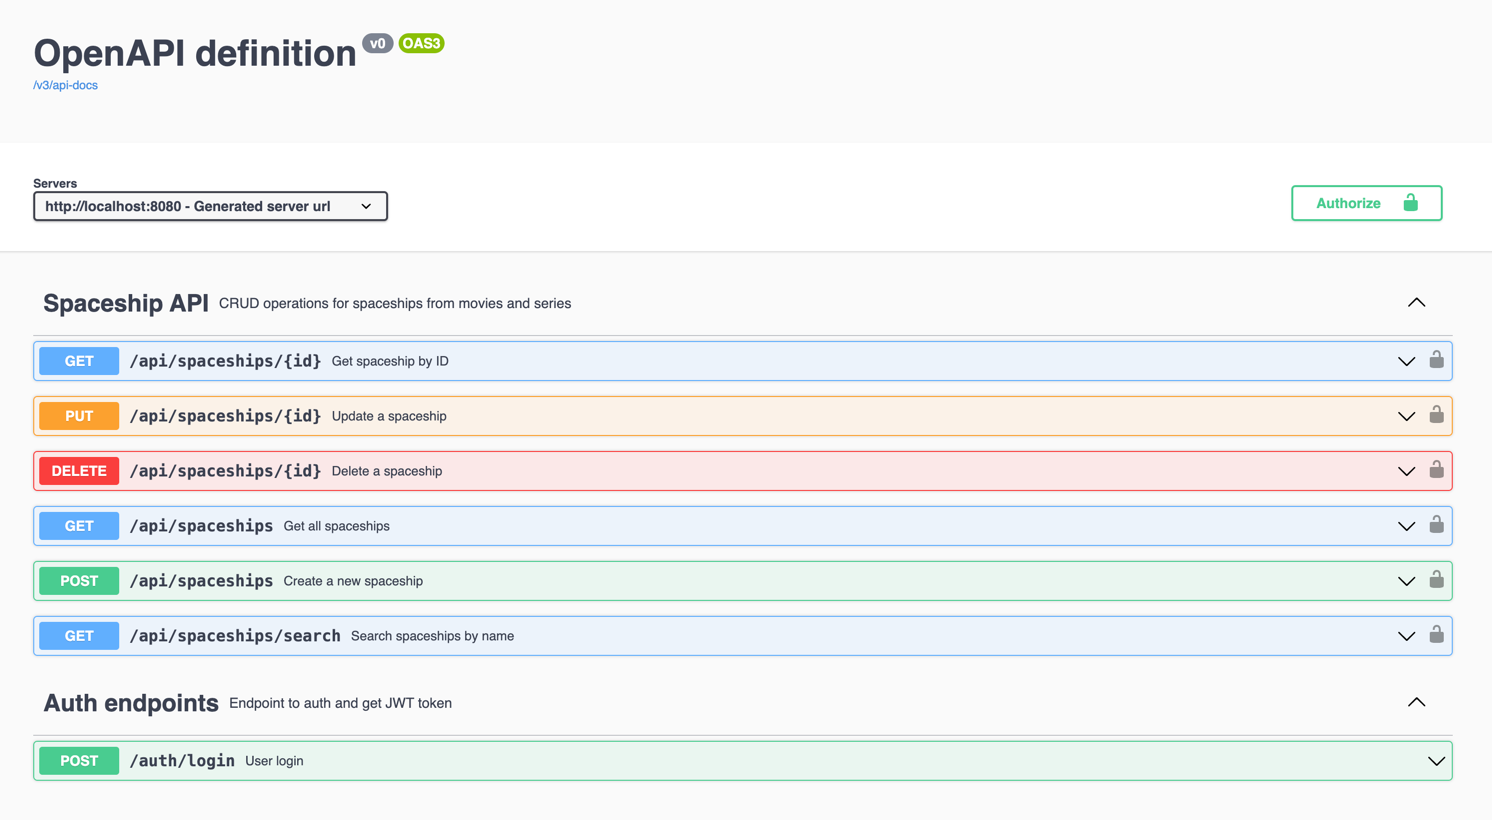 OpenAPI definition v0 OAS3
/v3/api-docs
Servers
http://localhost:8080 - Generated server url
Authorize
Spaceship API CRUD operations for spaceships from movies and series
GET /api/spaceships/{id} Get spaceship by ID
PUT /api/spaceships/{id} Update a spaceship
DELETE /api/spaceships/{id} Delete a spaceship
GET /api/spaceships Get all spaceships
POST /api/spaceships Create a new spaceship
GET /api/spaceships/search Search spaceships by name
Auth endpoints Endpoint to auth and get JWT token
POST /auth/login User login